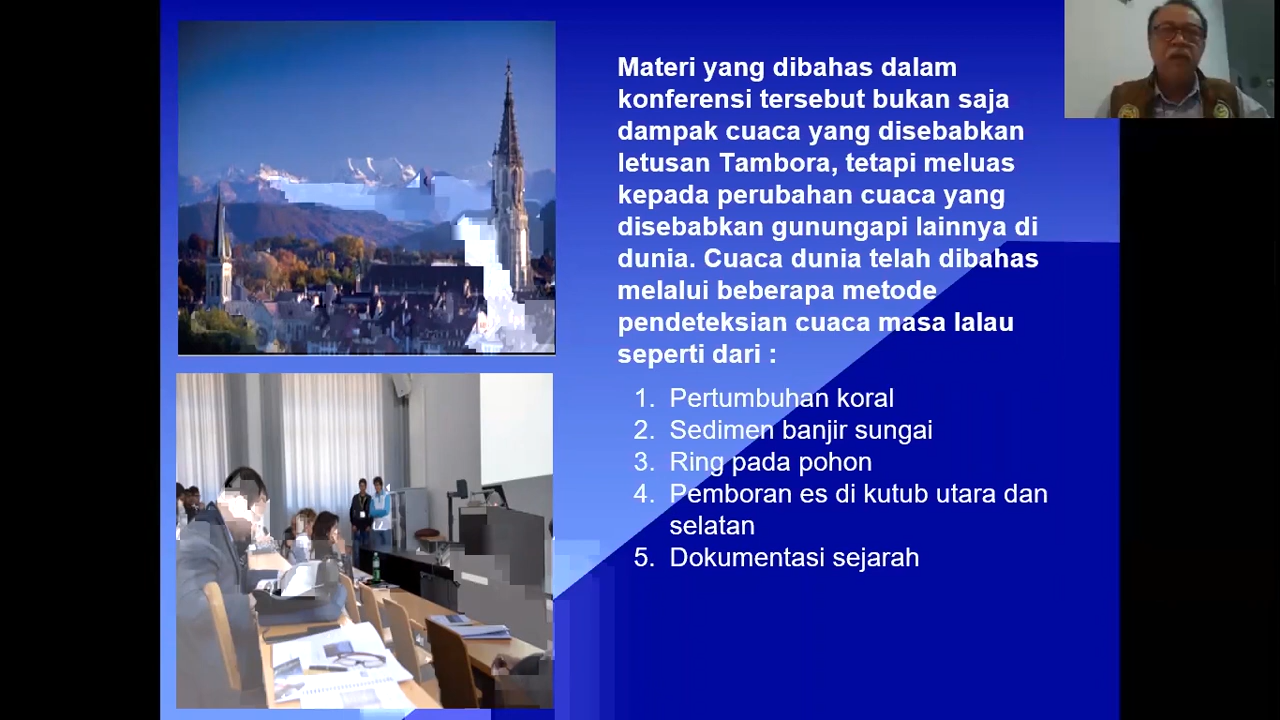 Materi yang dibahas dalam
konferensi tersebut bukan saja
dampak cuaca yang disebabkan
letusan Tambora, tetapi meluas
kepada perubahan cuaca yang
disebabkan gunungapi lainnya di
dunia. Cuaca dunia telah dibahas
melalui beberapa metode
pendeteksian cuaca masa lalau
seperti dari :
1. Pertumbuhan koral
2. Sedimen banjir sungai
3. Ring pada pohon
4. Pemboran es di kutub utara dan
selatan
5. Dokumentasi sejarah